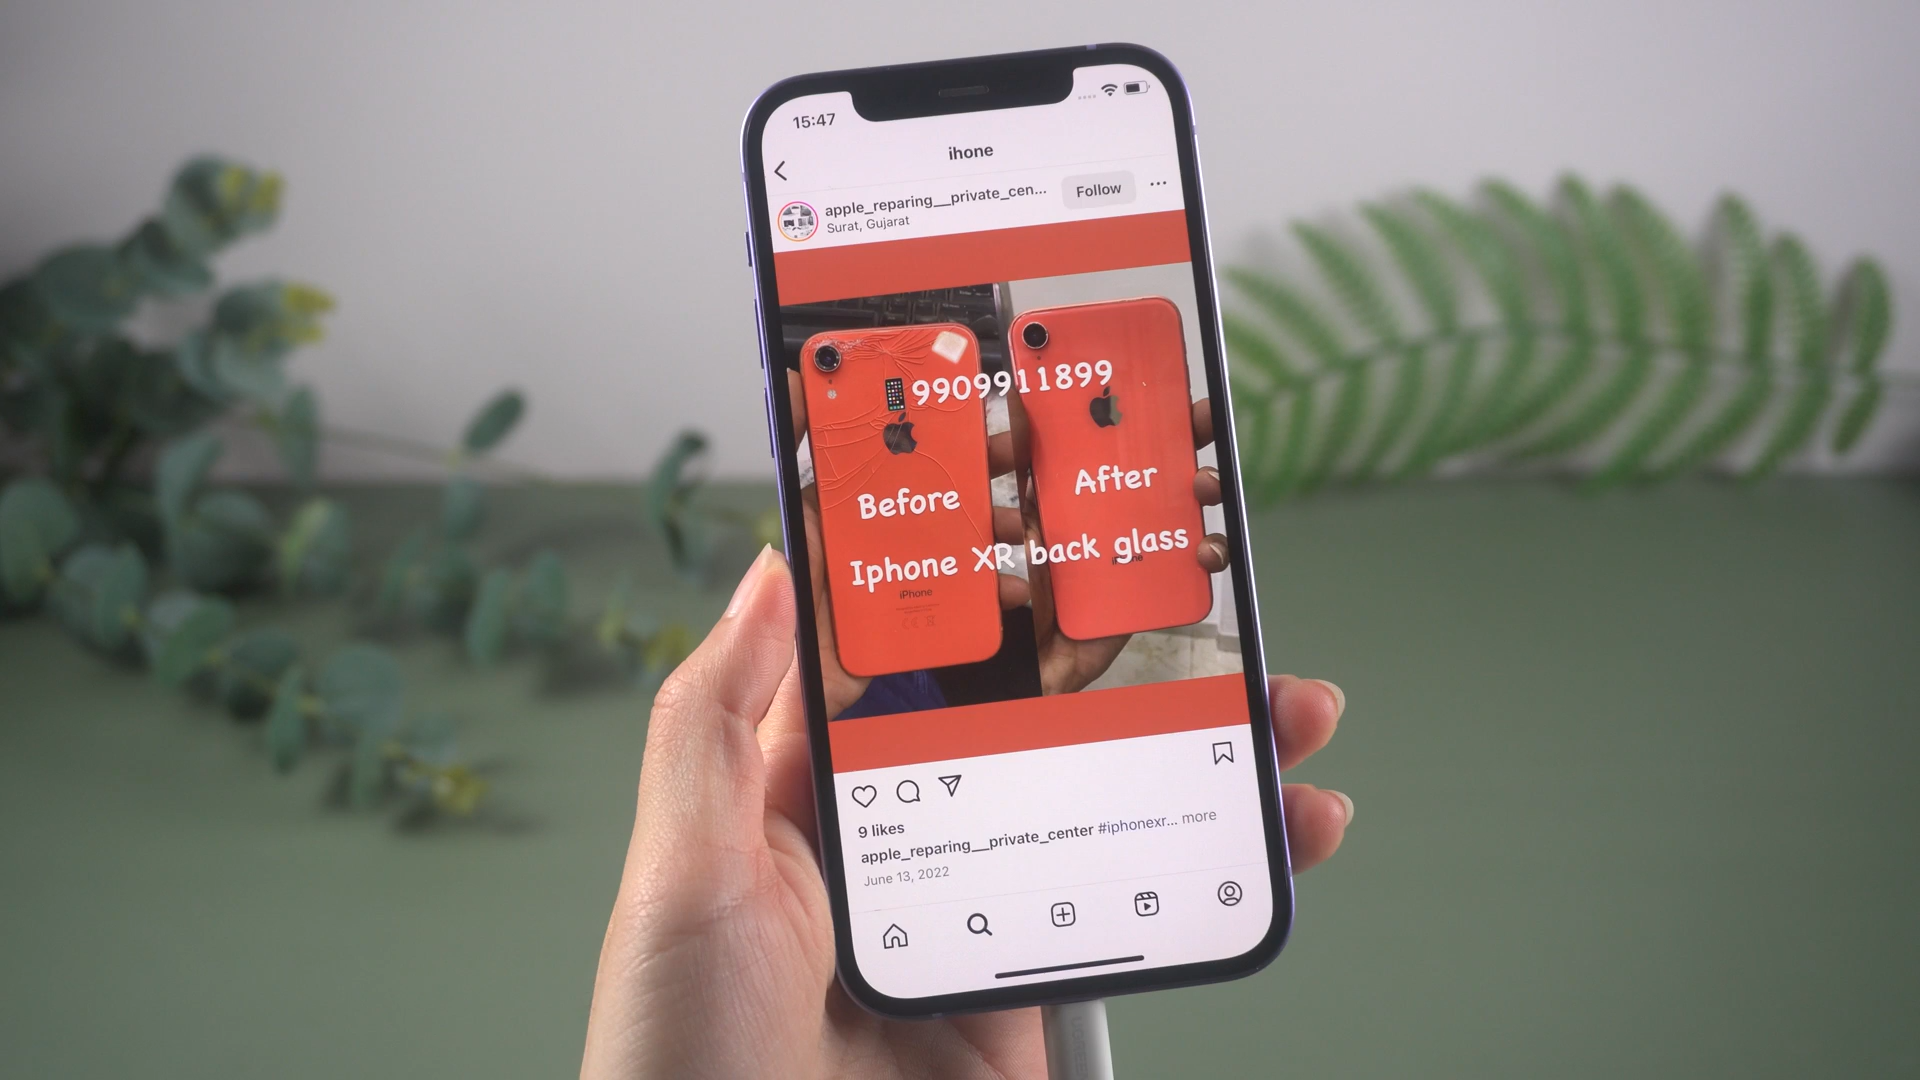 15:47
ihone
apple_reparing__private_cen...
Surat, Gujarat
Follow
9909911899
Before
After
Iphone XR back glass
iPhone
9 likes
apple_reparing__private_center #iphonexr... more
June 13, 2022